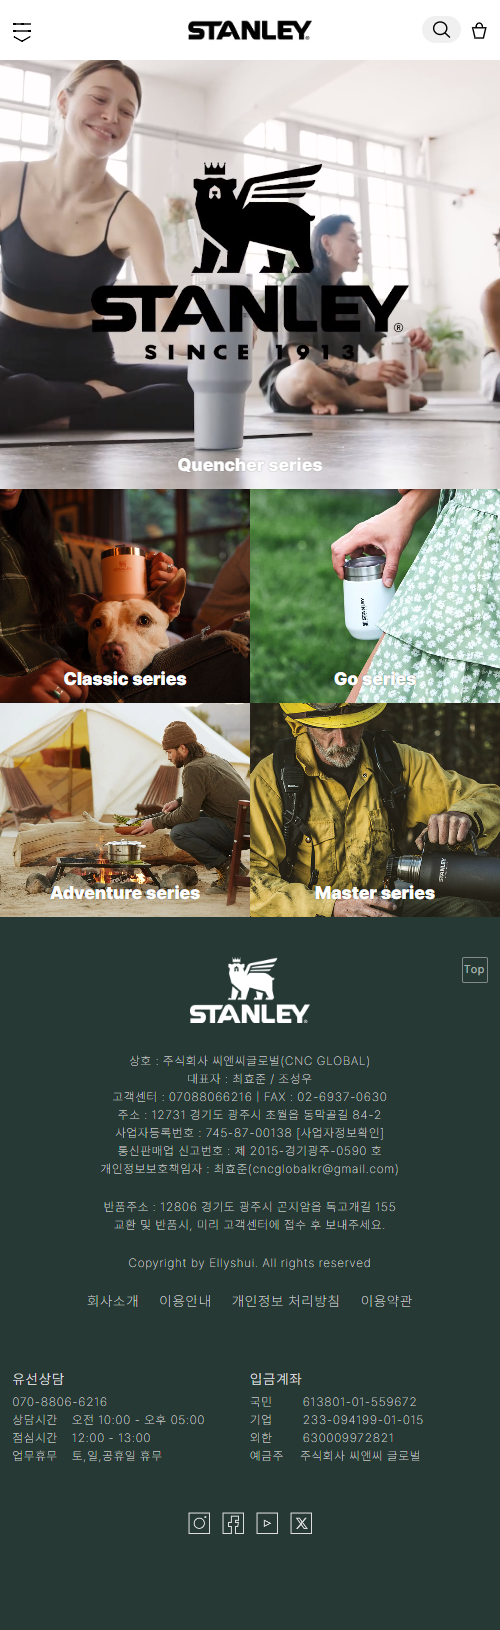 STANLEY
STANLEY®
SINCE 1913
Quencher series
Classic series
STANLEY
Go series
Adventure series
STANLEY
Master series
Top
STANLEY
상호 : 주식회사 씨앤씨글로벌(CNC GLOBAL)
대표자 : 최효준 / 조성우
고객센터 : 07088066216 | FAX : 02-6937-0630
주소 : 12731 경기도 광주시 초월읍 동막골길 84-2
사업자등록번호 : 745-87-00138 [사업자정보확인]
통신판매업 신고번호 : 제 2015-경기광주-0590 호
개인정보보호책임자 : 최효준(cncglobalkr@gmail.com)
반품주소 : 12806 경기도 광주시 곤지암읍 독고개길 155
교환 및 반품시, 미리 고객센터에 접수 후 보내주세요.
Copyright by Ellyshui. All rights reserved
회사소개 이용안내 개인정보 처리방침 이용약관
유선상담
070-8806-6216
상담시간 오전 10:00 - 오후 05:00
점심시간 12:00 - 13:00
업무휴무 토,일,공휴일 휴무
입금계좌
국민 613801-01-559672
기업 233-094199-01-015
외환 630009972821
예금주 주식회사 씨앤씨 글로벌